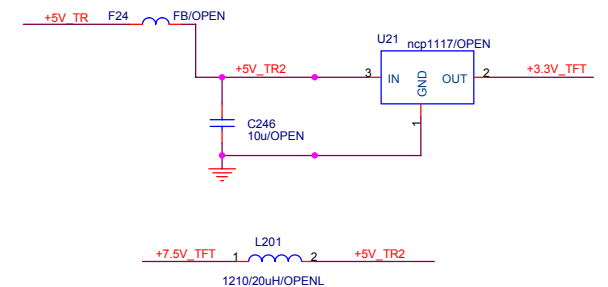 +5V_TR
F24
FB/OPEN
U21
ncp1117/OPEN
+5V_TR2
3
IN
GND
OUT
2
+3.3V_TFT
1
C246
10u/OPEN
L201
+7.5V_TFT
1
2
+5V_TR2
1210/20uH/OPENL